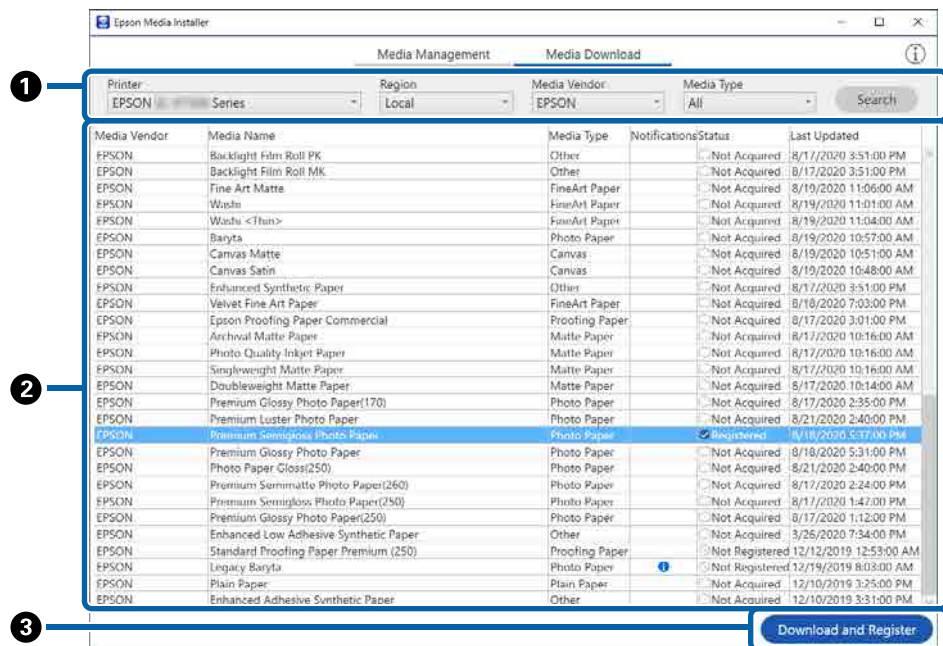 Epson Media Installer
Media Management Media Download
1
Printer Region Media Vendor Media Type
EPSON Series Local EPSON All Search
2
Media Vendor Media Name Media Type Notifications Status Last Updated
EPSON Backlight Film Roll PK Other Not Acquired 8/17/2020 3:51:00 PM
EPSON Backlight Film Roll MK Other Not Acquired 8/17/2020 3:51:00 PM
EPSON Fine Art Matte FineArt Paper Not Acquired 8/19/2020 11:06:00 AM
EPSON Washi FineArt Paper Not Acquired 8/19/2020 11:01:00 AM
EPSON Washi <Thin> FineArt Paper Not Acquired 8/19/2020 11:04:00 AM
EPSON Baryta Photo Paper Not Acquired 8/19/2020 10:57:00 AM
EPSON Canvas Matte Canvas Not Acquired 8/19/2020 10:51:00 AM
EPSON Canvas Satin Canvas Not Acquired 8/19/2020 10:48:00 AM
EPSON Enhanced Synthetic Paper Other Not Acquired 8/17/2020 3:51:00 PM
EPSON Velvet Fine Art Paper FineArt Paper Not Acquired 8/18/2020 7:03:00 PM
EPSON Epson Proofing Paper Commercial Proofing Paper Not Acquired 8/17/2020 3:01:00 PM
EPSON Archival Matte Paper Matte Paper Not Acquired 8/17/2020 10:16:00 AM
EPSON Photo Quality Inkjet Paper Matte Paper Not Acquired 8/17/2020 10:16:00 AM
EPSON Singleweight Matte Paper Matte Paper Not Acquired 8/17/2020 10:16:00 AM
EPSON Doubleweight Matte Paper Matte Paper Not Acquired 8/17/2020 10:14:00 AM
EPSON Premium Glossy Photo Paper(170) Photo Paper Not Acquired 8/17/2020 2:35:00 PM
EPSON Premium Luster Photo Paper Photo Paper Not Acquired 8/21/2020 2:40:00 PM
EPSON Premium Semigloss Photo Paper Photo Paper Registered 8/18/2020 5:37:00 PM
EPSON Premium Glossy Photo Paper Photo Paper Not Acquired 8/18/2020 5:31:00 PM
EPSON Photo Paper Gloss(250) Photo Paper Not Acquired 8/21/2020 2:40:00 PM
EPSON Premium Semimatte Photo Paper(260) Photo Paper Not Acquired 8/17/2020 2:24:00 PM
EPSON Premium Semigloss Photo Paper(250) Photo Paper Not Acquired 8/17/2020 1:47:00 PM
EPSON Premium Glossy Photo Paper(250) Photo Paper Not Acquired 8/17/2020 1:12:00 PM
EPSON Enhanced Low Adhesive Synthetic Paper Other Not Acquired 3/26/2020 7:34:00 PM
EPSON Standard Proofing Paper Premium (250) Proofing Paper Not Registered 12/12/2019 12:53:00 AM
EPSON Legacy Baryta Photo Paper Not Registered 12/19/2019 8:03:00 AM
EPSON Plain Paper Plain Paper Not Acquired 12/10/2019 3:25:00 PM
EPSON Enhanced Adhesive Synthetic Paper Other Not Acquired 12/10/2019 3:31:00 PM
3
Download and Register